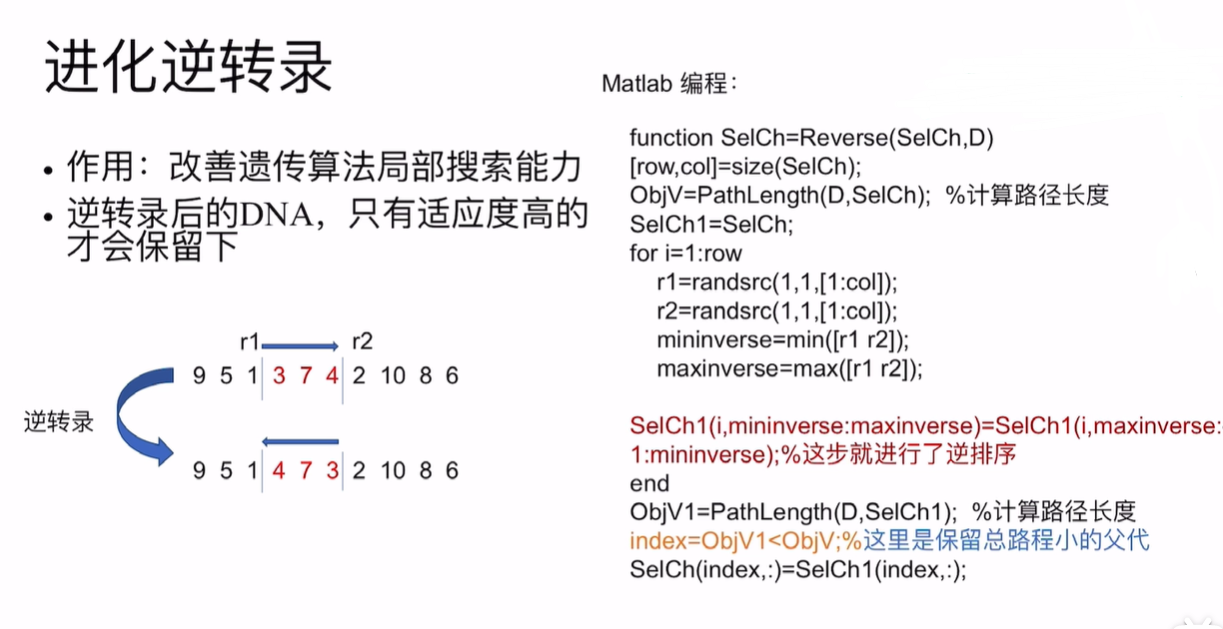 进化逆转录
• 作用：改善遗传算法局部搜索能力
• 逆转录后的DNA，只有适应度高的
才会保留下
r1 r2
9 5 1 3 7 4 2 10 8 6
逆转录
9 5 1 4 7 3 2 10 8 6
Matlab 编程：
function SelCh=Reverse(SelCh,D)
[row,col]=size(SelCh);
ObjV=PathLength(D,SelCh); %计算路径长度
SelCh1=SelCh;
for i=1:row
r1=randsrc(1,1,[1:col]);
r2=randsrc(1,1,[1:col]);
mininverse=min([r1 r2]);
maxinverse=max([r1 r2]);
SelCh1(i,mininverse:maxinverse)=SelCh1(i,maxinverse:-
1:mininverse);%这步就进行了逆排序
end
ObjV1=PathLength(D,SelCh1); %计算路径长度
index=ObjV1<ObjV;%这里是保留总路程小的父代
SelCh(index,:)=SelCh1(index,:);